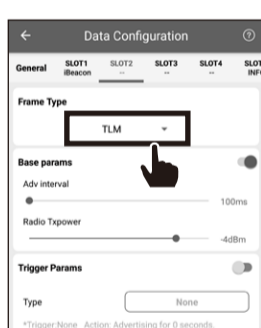 Data Configuration
General SLOT1 SLOT2 SLOT3 SLOT4 SLOT
iBeacon -- -- -- INF
Frame Type
TLM
Base params
Adv interval
100ms
Radio Txpower
-4dBm
Trigger Params
Type None
*Trigger:None Action: Advertising for 0 seconds.